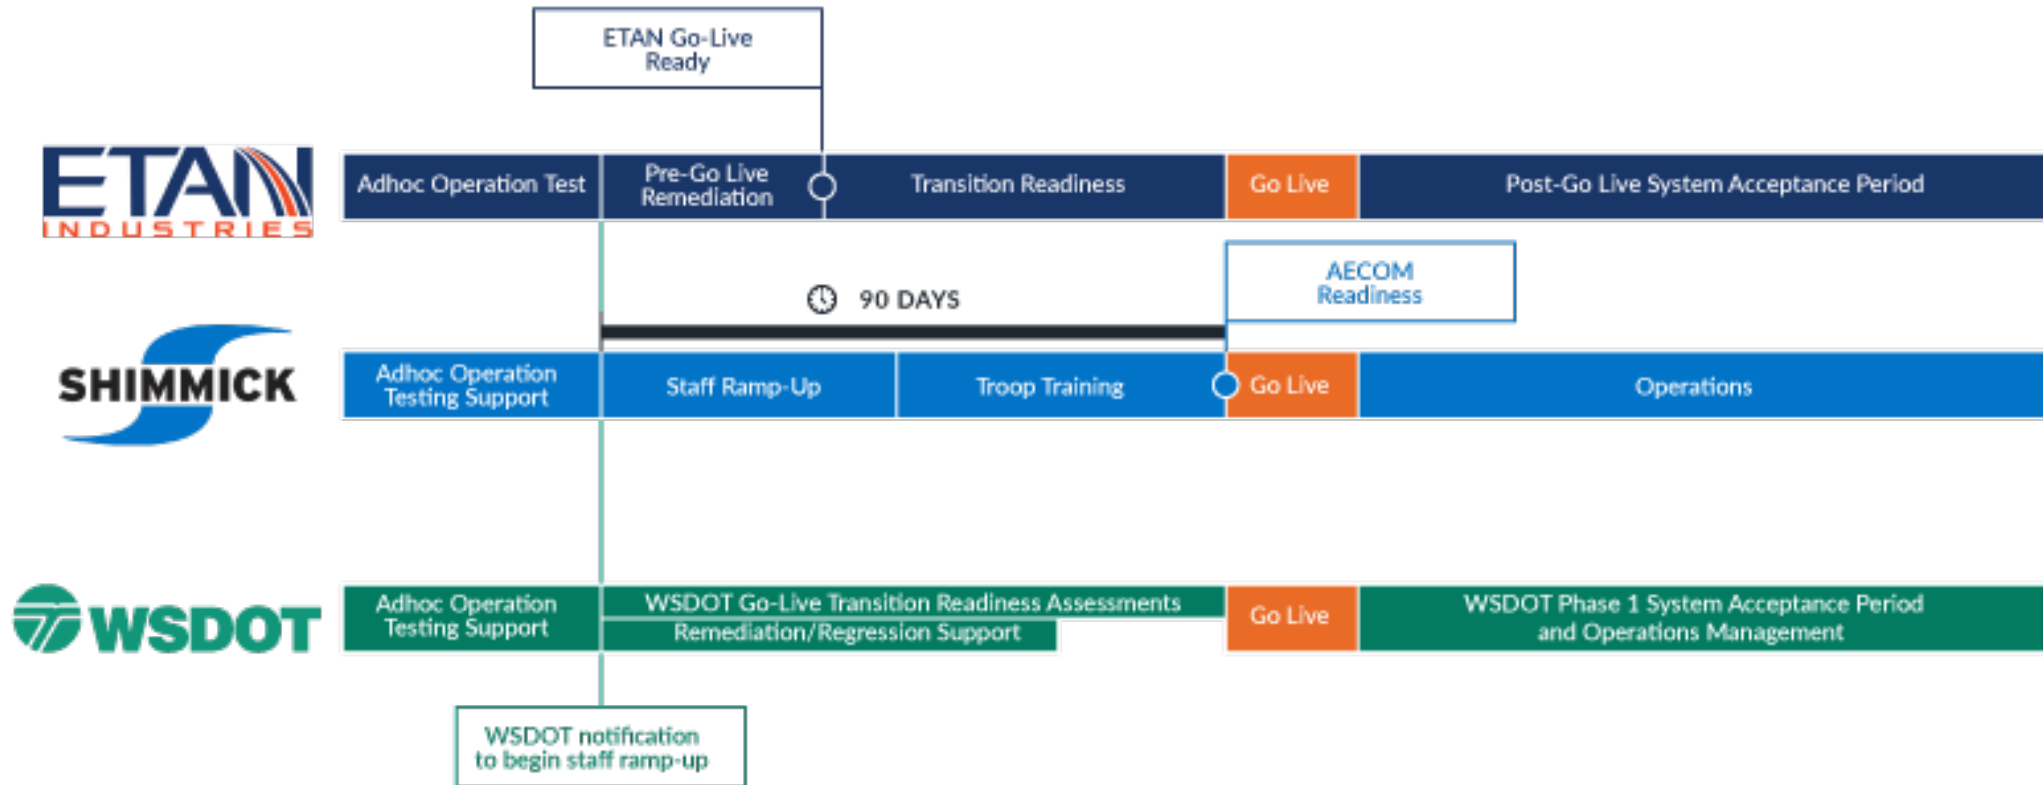 ETAN Go-Live
Ready
ETAN
INDUSTRIES
Adhoc Operation Test
Pre-Go Live
Remediation
Transition Readiness
Go Live
Post-Go Live System Acceptance Period
90 DAYS
AECOM
Readiness
SHIMMICK
Adhoc Operation
Testing Support
Staff Ramp-Up
Troop Training
Go Live
Operations
WSDOT
Adhoc Operation
Testing Support
WSDOT Go-Live Transition Readiness Assessments
Remediation/Regression Support
Go Live
WSDOT Phase 1 System Acceptance Period
and Operations Management
WSDOT notification
to begin staff ramp-up